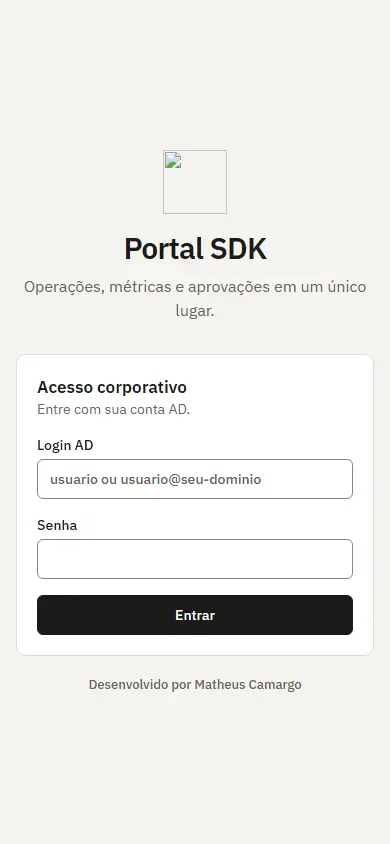 Portal SDK
Operações, métricas e aprovações em um único
lugar.
Acesso corporativo
Entre com sua conta AD.
Login AD
usuario ou usuario@seu-dominio
Senha
Entrar
Desenvolvido por Matheus Camargo